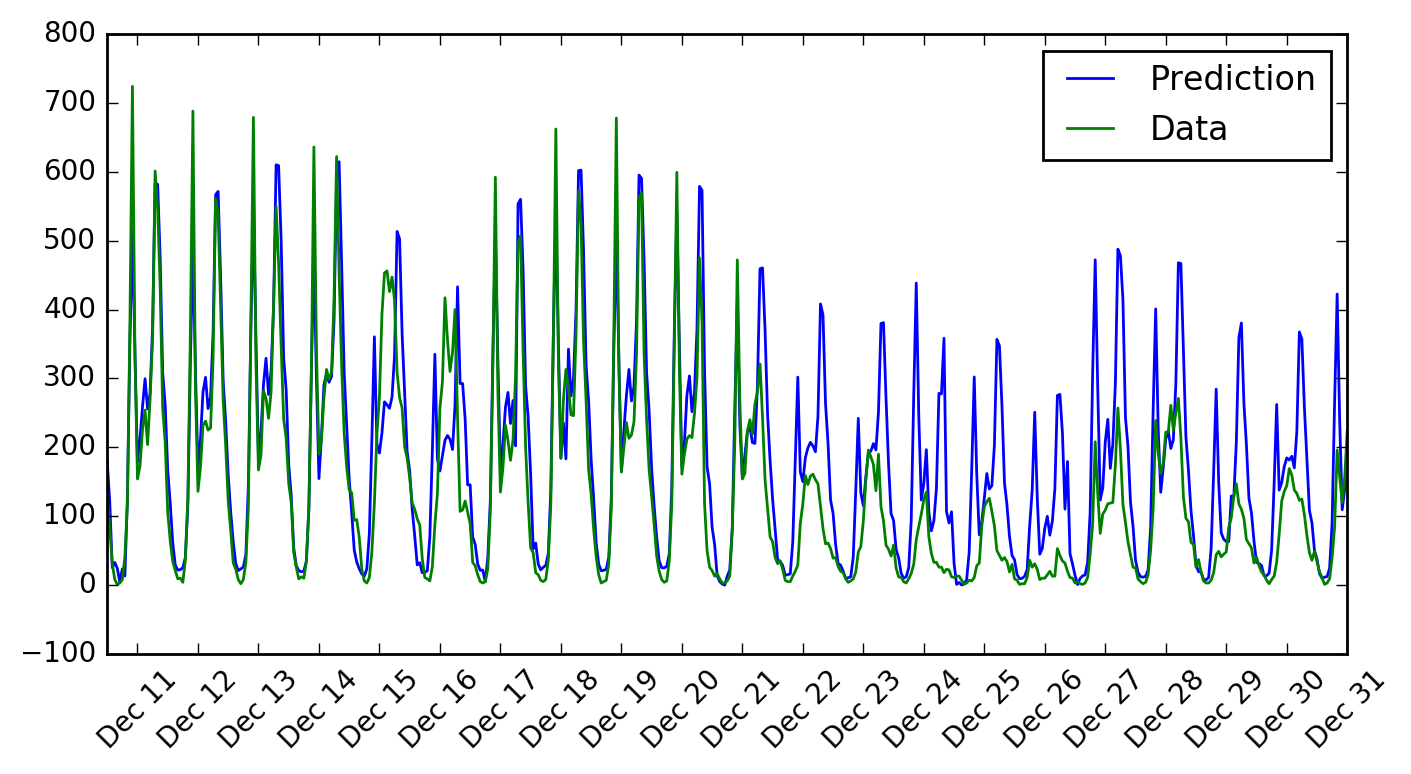 800
700
600
500
400
300
200
100
0
−100
Prediction
Data
Dec 11
Dec 12
Dec 13
Dec 14
Dec 15
Dec 16
Dec 17
Dec 18
Dec 19
Dec 20
Dec 21
Dec 22
Dec 23
Dec 24
Dec 25
Dec 26
Dec 27
Dec 28
Dec 29
Dec 30
Dec 31